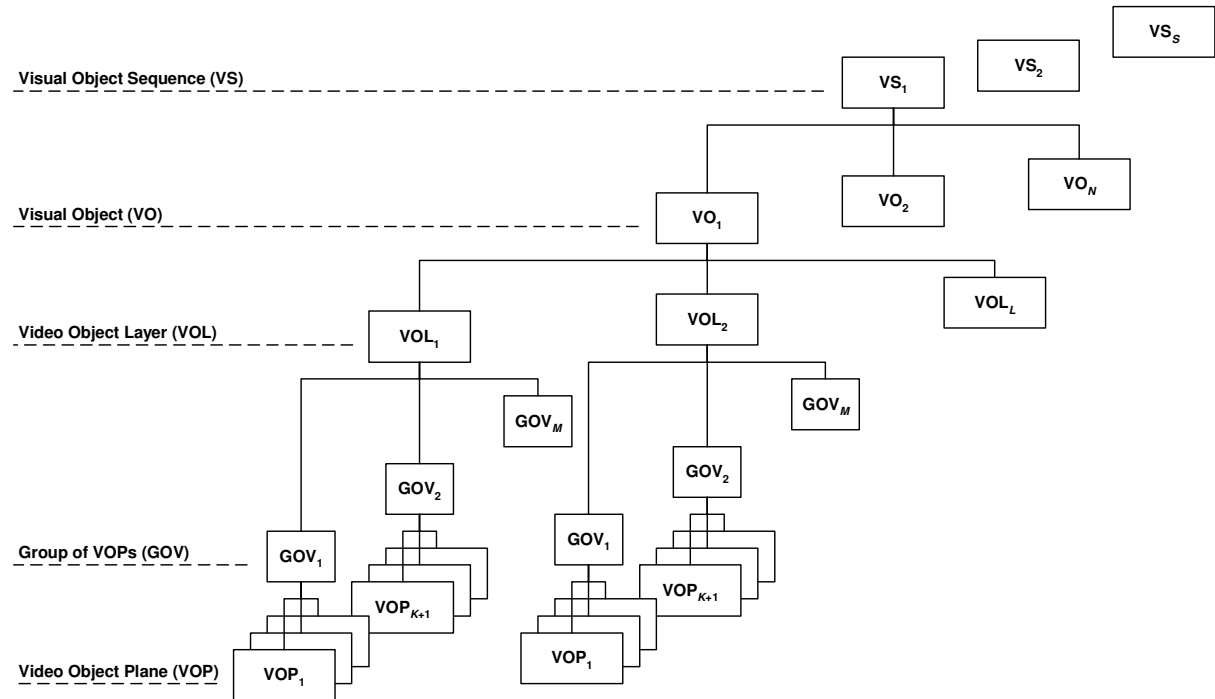 VS_S
VS_2
Visual Object Sequence (VS)
VS_1
VO_N
VO_2
Visual Object (VO)
VO_1
VOL_L
VOL_2
Video Object Layer (VOL)
VOL_1
GOV_M
GOV_M
GOV_2
GOV_2
Group of VOPs (GOV)
GOV_1
GOV_1
VOP_K+1
VOP_K+1
Video Object Plane (VOP)
VOP_1
VOP_1